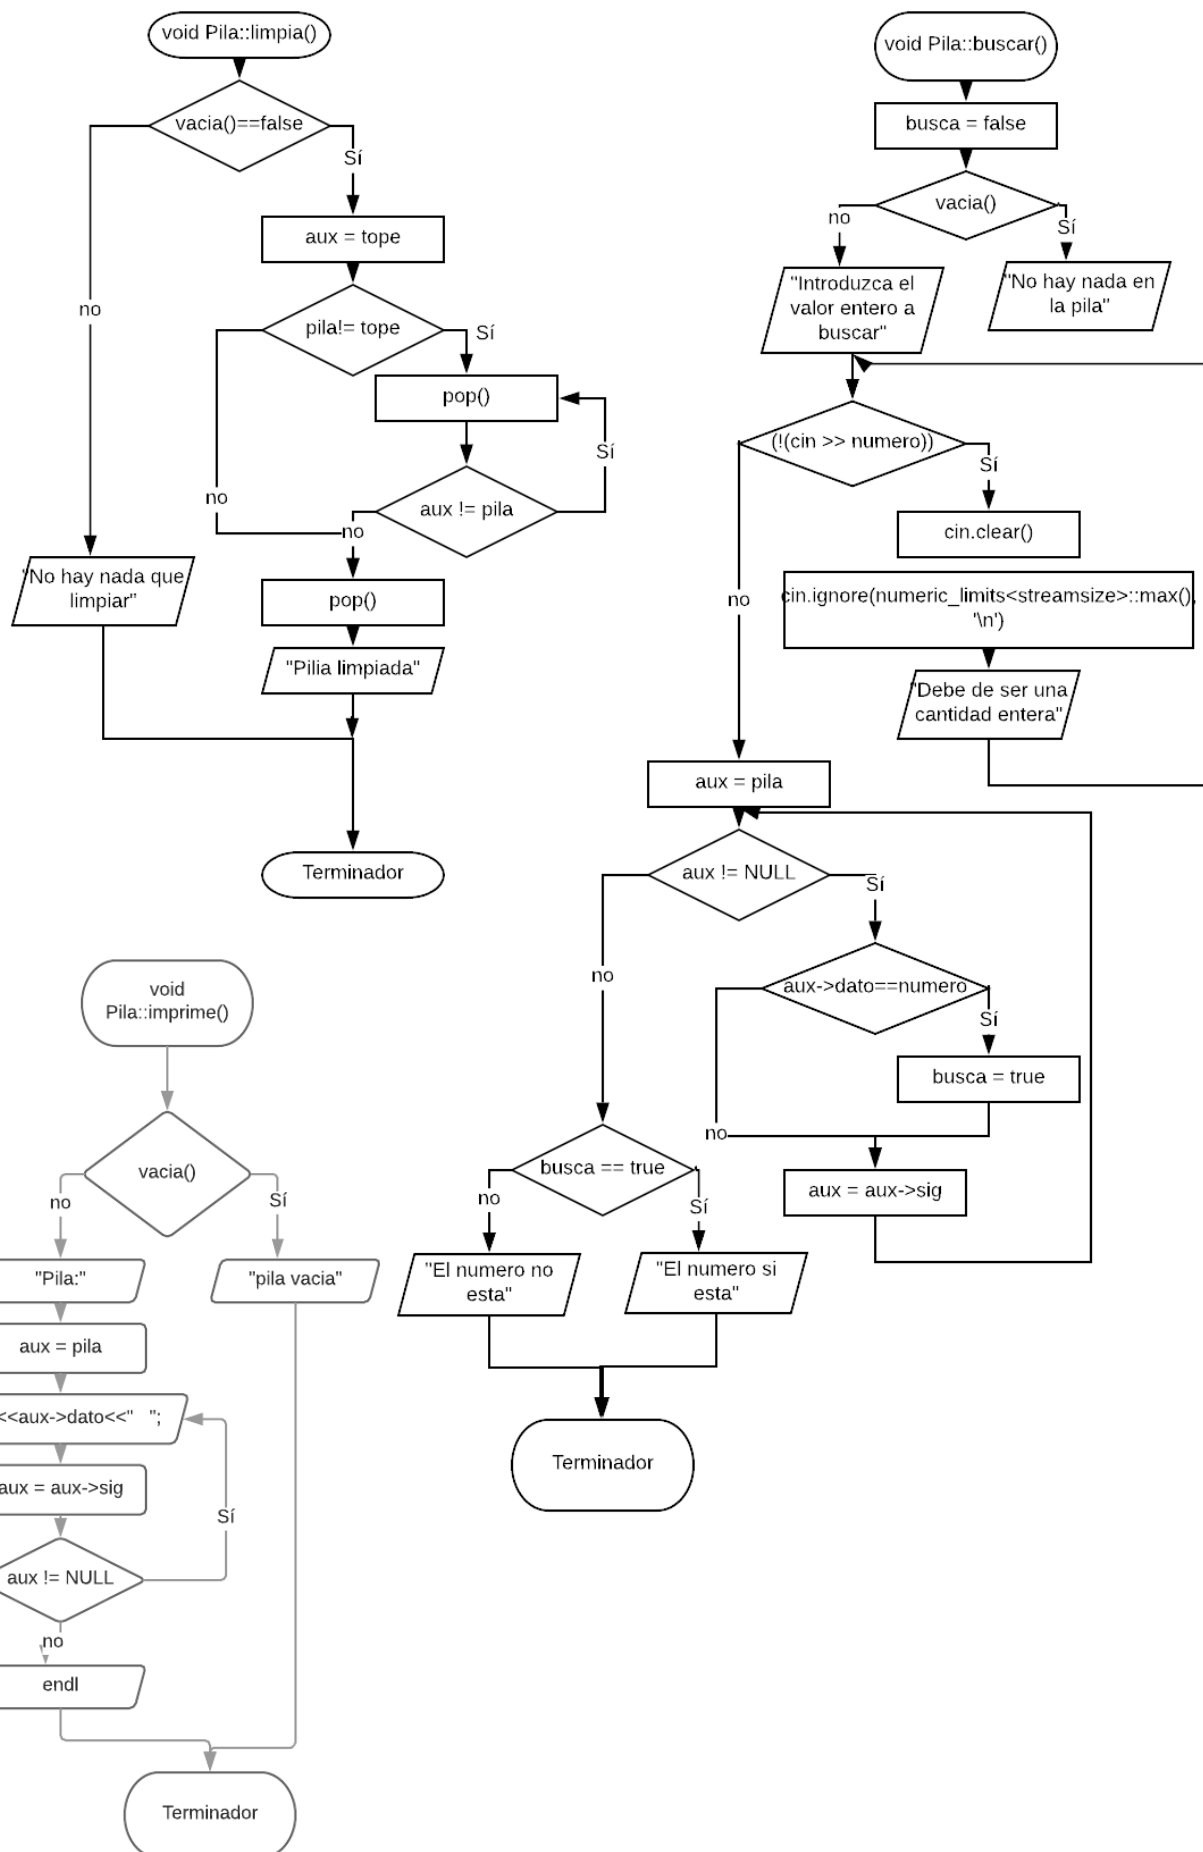 void Pila::limpia()
vacia()==false
Sí
no
aux = tope
pila!= tope
Sí
pop()
Sí
no
aux != pila
no
"No hay nada que
limpiar"
pop()
"Pilia limpiada"
Terminador
void Pila::buscar()
busca = false
vacia()
no
Sí
"Introduzca el
valor entero a
buscar"
"No hay nada en
la pila"
(!(cin >> numero))
Sí
no
cin.clear()
cin.ignore(numeric_limits<streamsize>::max(),
'\n')
"Debe de ser una
cantidad entera"
aux = pila
aux != NULL
Sí
no
aux->dato==numero
Sí
no
busca = true
aux = aux->sig
busca == true
no
Sí
"El numero no
esta"
"El numero si
esta"
Terminador
void
Pila::imprime()
vacia()
no
Sí
"Pila:"
"pila vacia"
aux = pila
<<aux->dato<<"   ";
aux = aux->sig
Sí
aux != NULL
no
endl
Terminador